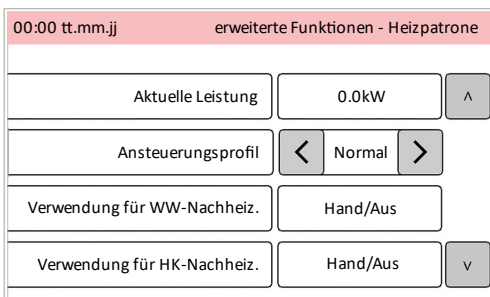 00:00 tt.mm.jj erweiterte Funktionen - Heizpatrone
Aktuelle Leistung 0.0kW ^
Ansteuerungsprofil < Normal >
Verwendung für WW-Nachheiz. Hand/Aus
Verwendung für HK-Nachheiz. Hand/Aus v